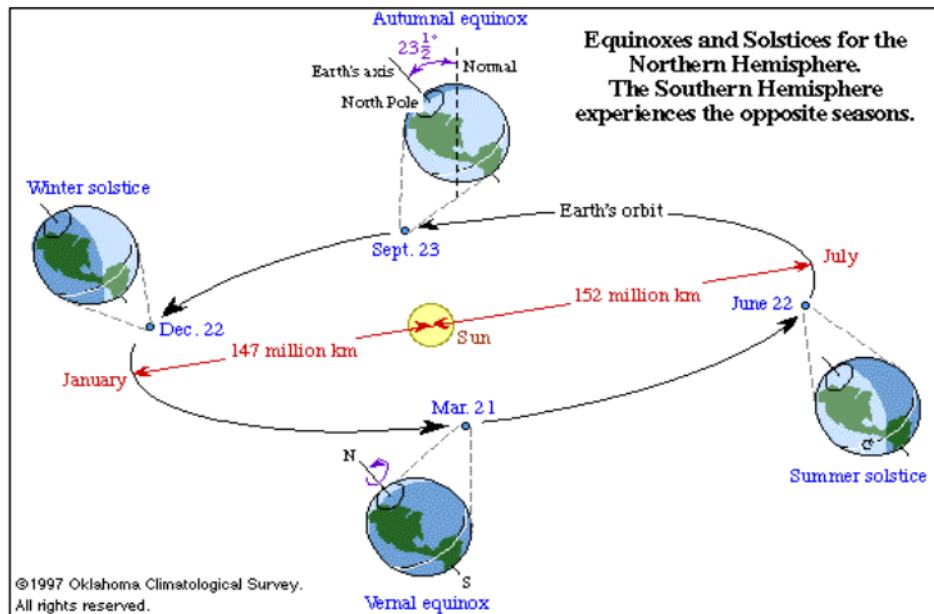 Autumnal equinox
23 1/2°
Earth's axis
Normal
North Pole
Equinoxes and Solstices for the
Northern Hemisphere.
The Southern Hemisphere
experiences the opposite seasons.
Winter solstice
Earth's orbit
Sept. 23
July
152 million km
June 22
Dec. 22
Sun
147 million km
January
Mar. 21
N
Summer solstice
S
Vernal equinox
©1997 Oklahoma Climatological Survey.
All rights reserved.